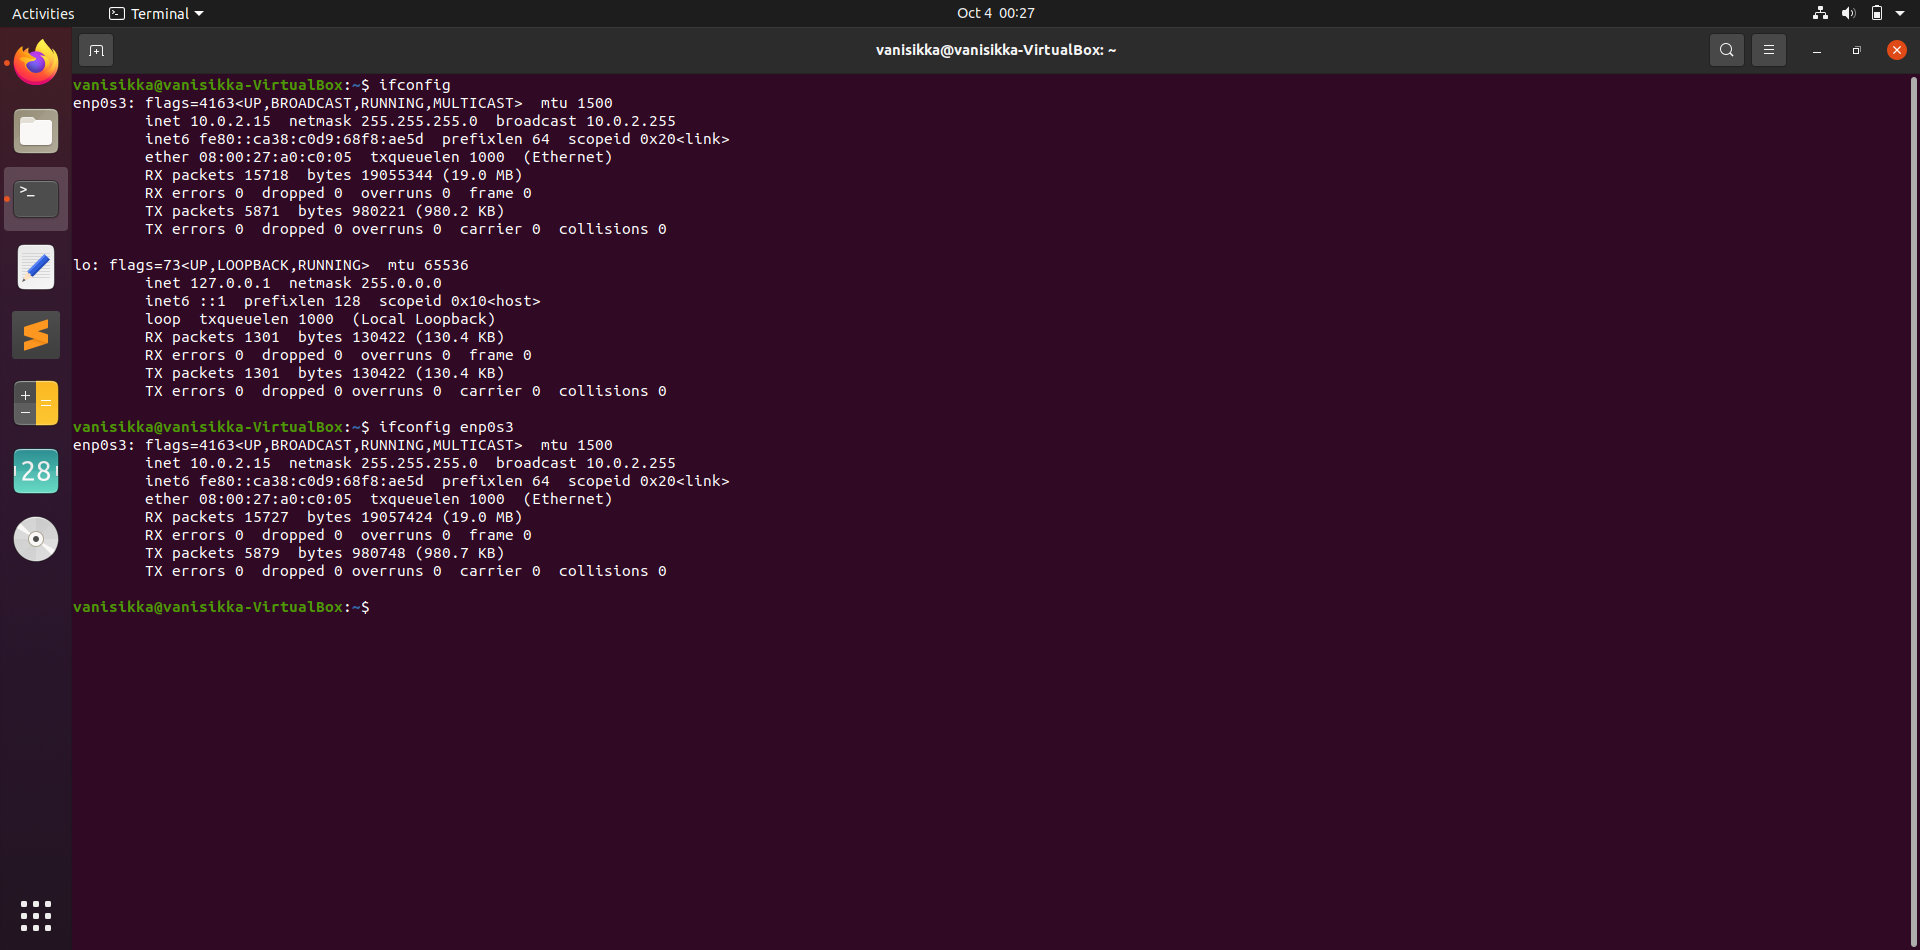 Activities Terminal Oct 4 00:27
vanisikka@vanisikka-VirtualBox: ~
vanisikka@vanisikka-VirtualBox:~$ ifconfig
enp0s3: flags=4163<UP,BROADCAST,RUNNING,MULTICAST>  mtu 1500
        inet 10.0.2.15  netmask 255.255.255.0  broadcast 10.0.2.255
        inet6 fe80::ca38:c0d9:68f8:ae5d  prefixlen 64  scopeid 0x20<link>
        ether 08:00:27:a0:c0:05  txqueuelen 1000  (Ethernet)
        RX packets 15718  bytes 19055344 (19.0 MB)
        RX errors 0  dropped 0  overruns 0  frame 0
        TX packets 5871  bytes 980221 (980.2 KB)
        TX errors 0  dropped 0 overruns 0  carrier 0  collisions 0
lo: flags=73<UP,LOOPBACK,RUNNING>  mtu 65536
        inet 127.0.0.1  netmask 255.0.0.0
        inet6 ::1  prefixlen 128  scopeid 0x10<host>
        loop  txqueuelen 1000  (Local Loopback)
        RX packets 1301  bytes 130422 (130.4 KB)
        RX errors 0  dropped 0  overruns 0  frame 0
        TX packets 1301  bytes 130422 (130.4 KB)
        TX errors 0  dropped 0 overruns 0  carrier 0  collisions 0
vanisikka@vanisikka-VirtualBox:~$ ifconfig enp0s3
enp0s3: flags=4163<UP,BROADCAST,RUNNING,MULTICAST>  mtu 1500
        inet 10.0.2.15  netmask 255.255.255.0  broadcast 10.0.2.255
        inet6 fe80::ca38:c0d9:68f8:ae5d  prefixlen 64  scopeid 0x20<link>
        ether 08:00:27:a0:c0:05  txqueuelen 1000  (Ethernet)
        RX packets 15727  bytes 19057424 (19.0 MB)
        RX errors 0  dropped 0  overruns 0  frame 0
        TX packets 5879  bytes 980748 (980.7 KB)
        TX errors 0  dropped 0 overruns 0  carrier 0  collisions 0
vanisikka@vanisikka-VirtualBox:~$
28